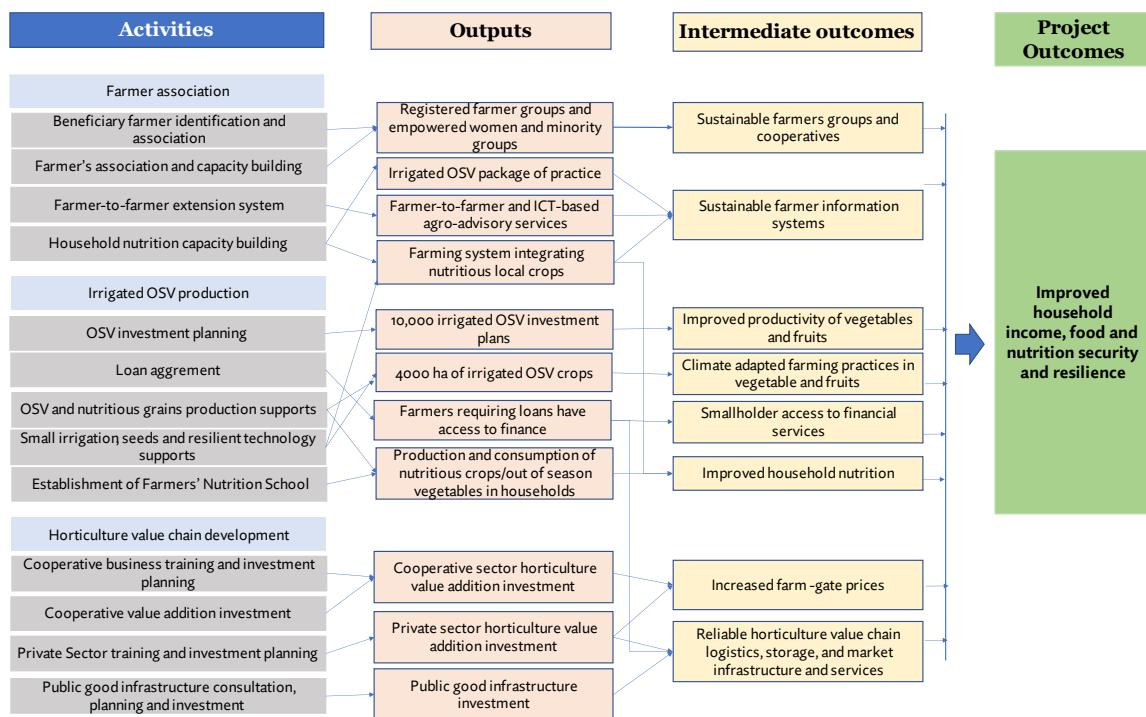 Activities
Outputs
Intermediate outcomes
Project
Outcomes
Farmer association
Beneficiary farmer identification and
association
Farmer's association and capacity building
Farmer-to-farmer extension system
Household nutrition capacity building
Irrigated OSV production
OSV investment planning
Loan aggrement
OSV and nutritious grains production supports
Small irrigation, seeds and resilient technology
supports
Establishment of Farmers' Nutrition School
Horticulture value chain development
Cooperative business training and investment
planning
Cooperative value addition investment
Private Sector training and investment planning
Public good infrastructure consultation,
planning and investment
Registered farmer groups and
empowered women and minority
groups
Irrigated OSV package of practice
Farmer-to-farmer and ICT-based
agro-advisory services
Farming system integrating
nutritious local crops
10,000 irrigated OSV investment
plans
4000 ha of irrigated OSV crops
Farmers requiring loans have
access to finance
Production and consumption of
nutritious crops/out of season
vegetables in households
Cooperative sector horticulture
value addition investment
Private sector horticulture value
addition investment
Public good infrastructure
investment
Sustainable farmers groups and
cooperatives
Sustainable farmer information
systems
Improved productivity of vegetables
and fruits
Climate adapted farming practices in
vegetable and fruits
Smallholder access to financial
services
Improved household nutrition
Increased farm -gate prices
Reliable horticulture value chain
logistics, storage, and market
infrastructure and services
Improved
household
income, food and
nutrition security
and resilience